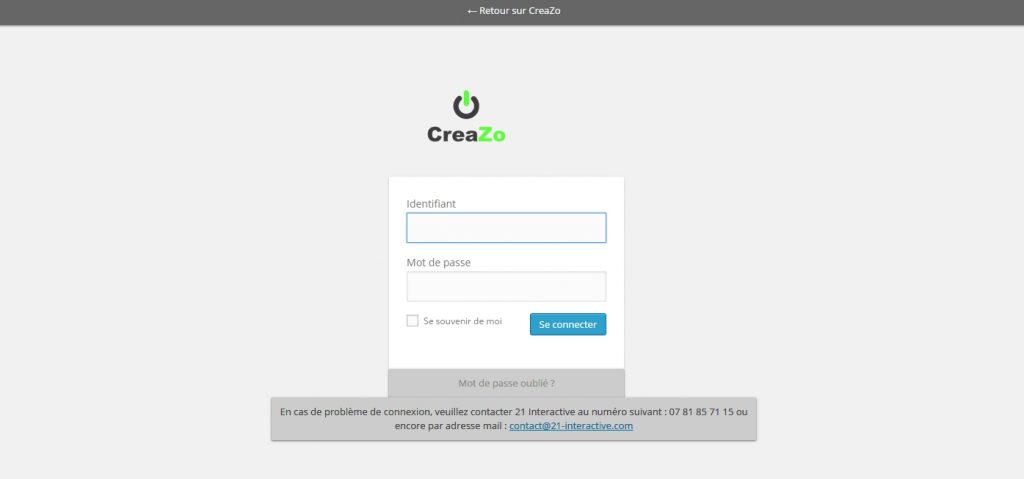 ← Retour sur CreaZo
CreaZo
Identifiant
Mot de passe
Se souvenir de moi
Se connecter
Mot de passe oublié ?
En cas de problème de connexion, veuillez contacter 21 Interactive au numéro suivant : 07 81 85 71 15 ou
encore par adresse mail : contact@21-interactive.com